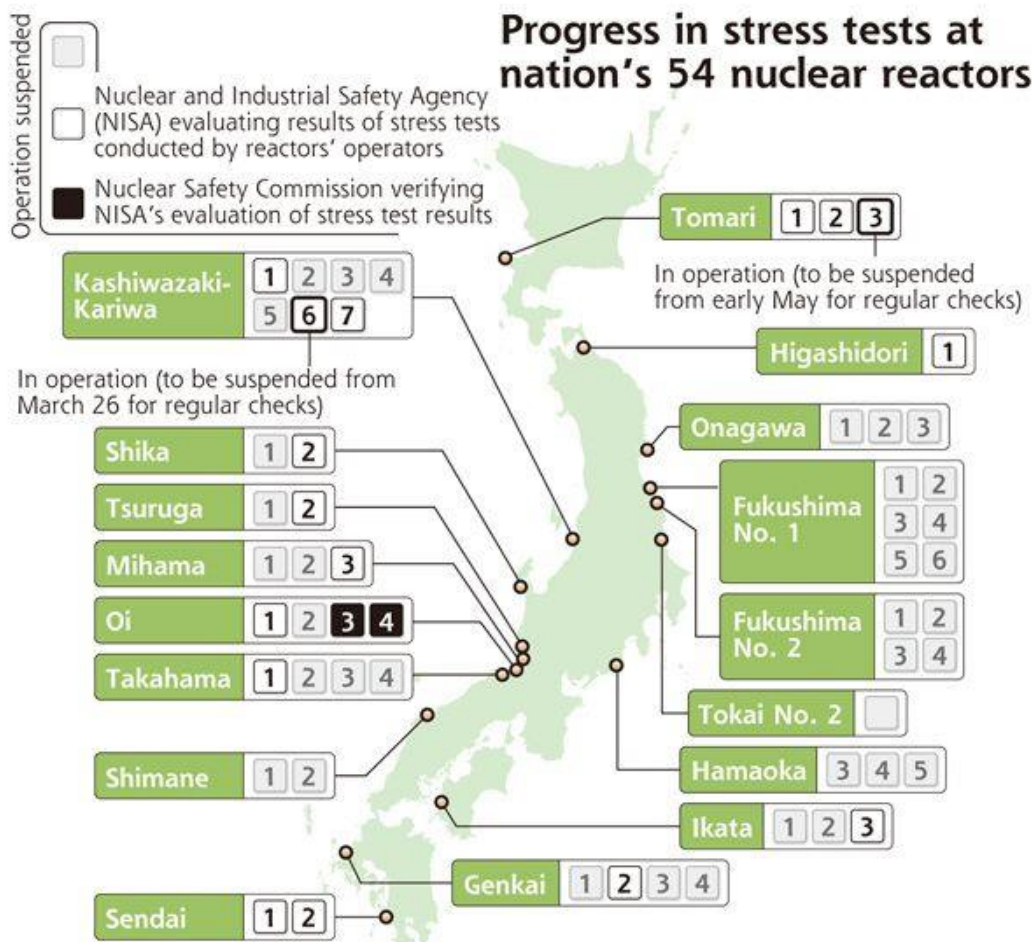 Progress in stress tests at
nation's 54 nuclear reactors
Operation suspended
Nuclear and Industrial Safety Agency
(NISA) evaluating results of stress tests
conducted by reactors' operators
Nuclear Safety Commission verifying
NISA's evaluation of stress test results
Tomari 1 2 3
In operation (to be suspended
from early May for regular checks)
Kashiwazaki-
Kariwa
1 2 3 4
5 6 7
In operation (to be suspended from
March 26 for regular checks)
Higashidori 1
Onagawa 1 2 3
Shika 1 2
Tsuruga 1 2
Mihama 1 2 3
Oi 1 2 3 4
Takahama 1 2 3 4
Fukushima
No. 1
1 2
3 4
5 6
Fukushima
No. 2
1 2
3 4
Tokai No. 2
Shimane 1 2
Hamaoka 3 4 5
Ikata 1 2 3
Genkai 1 2 3 4
Sendai 1 2